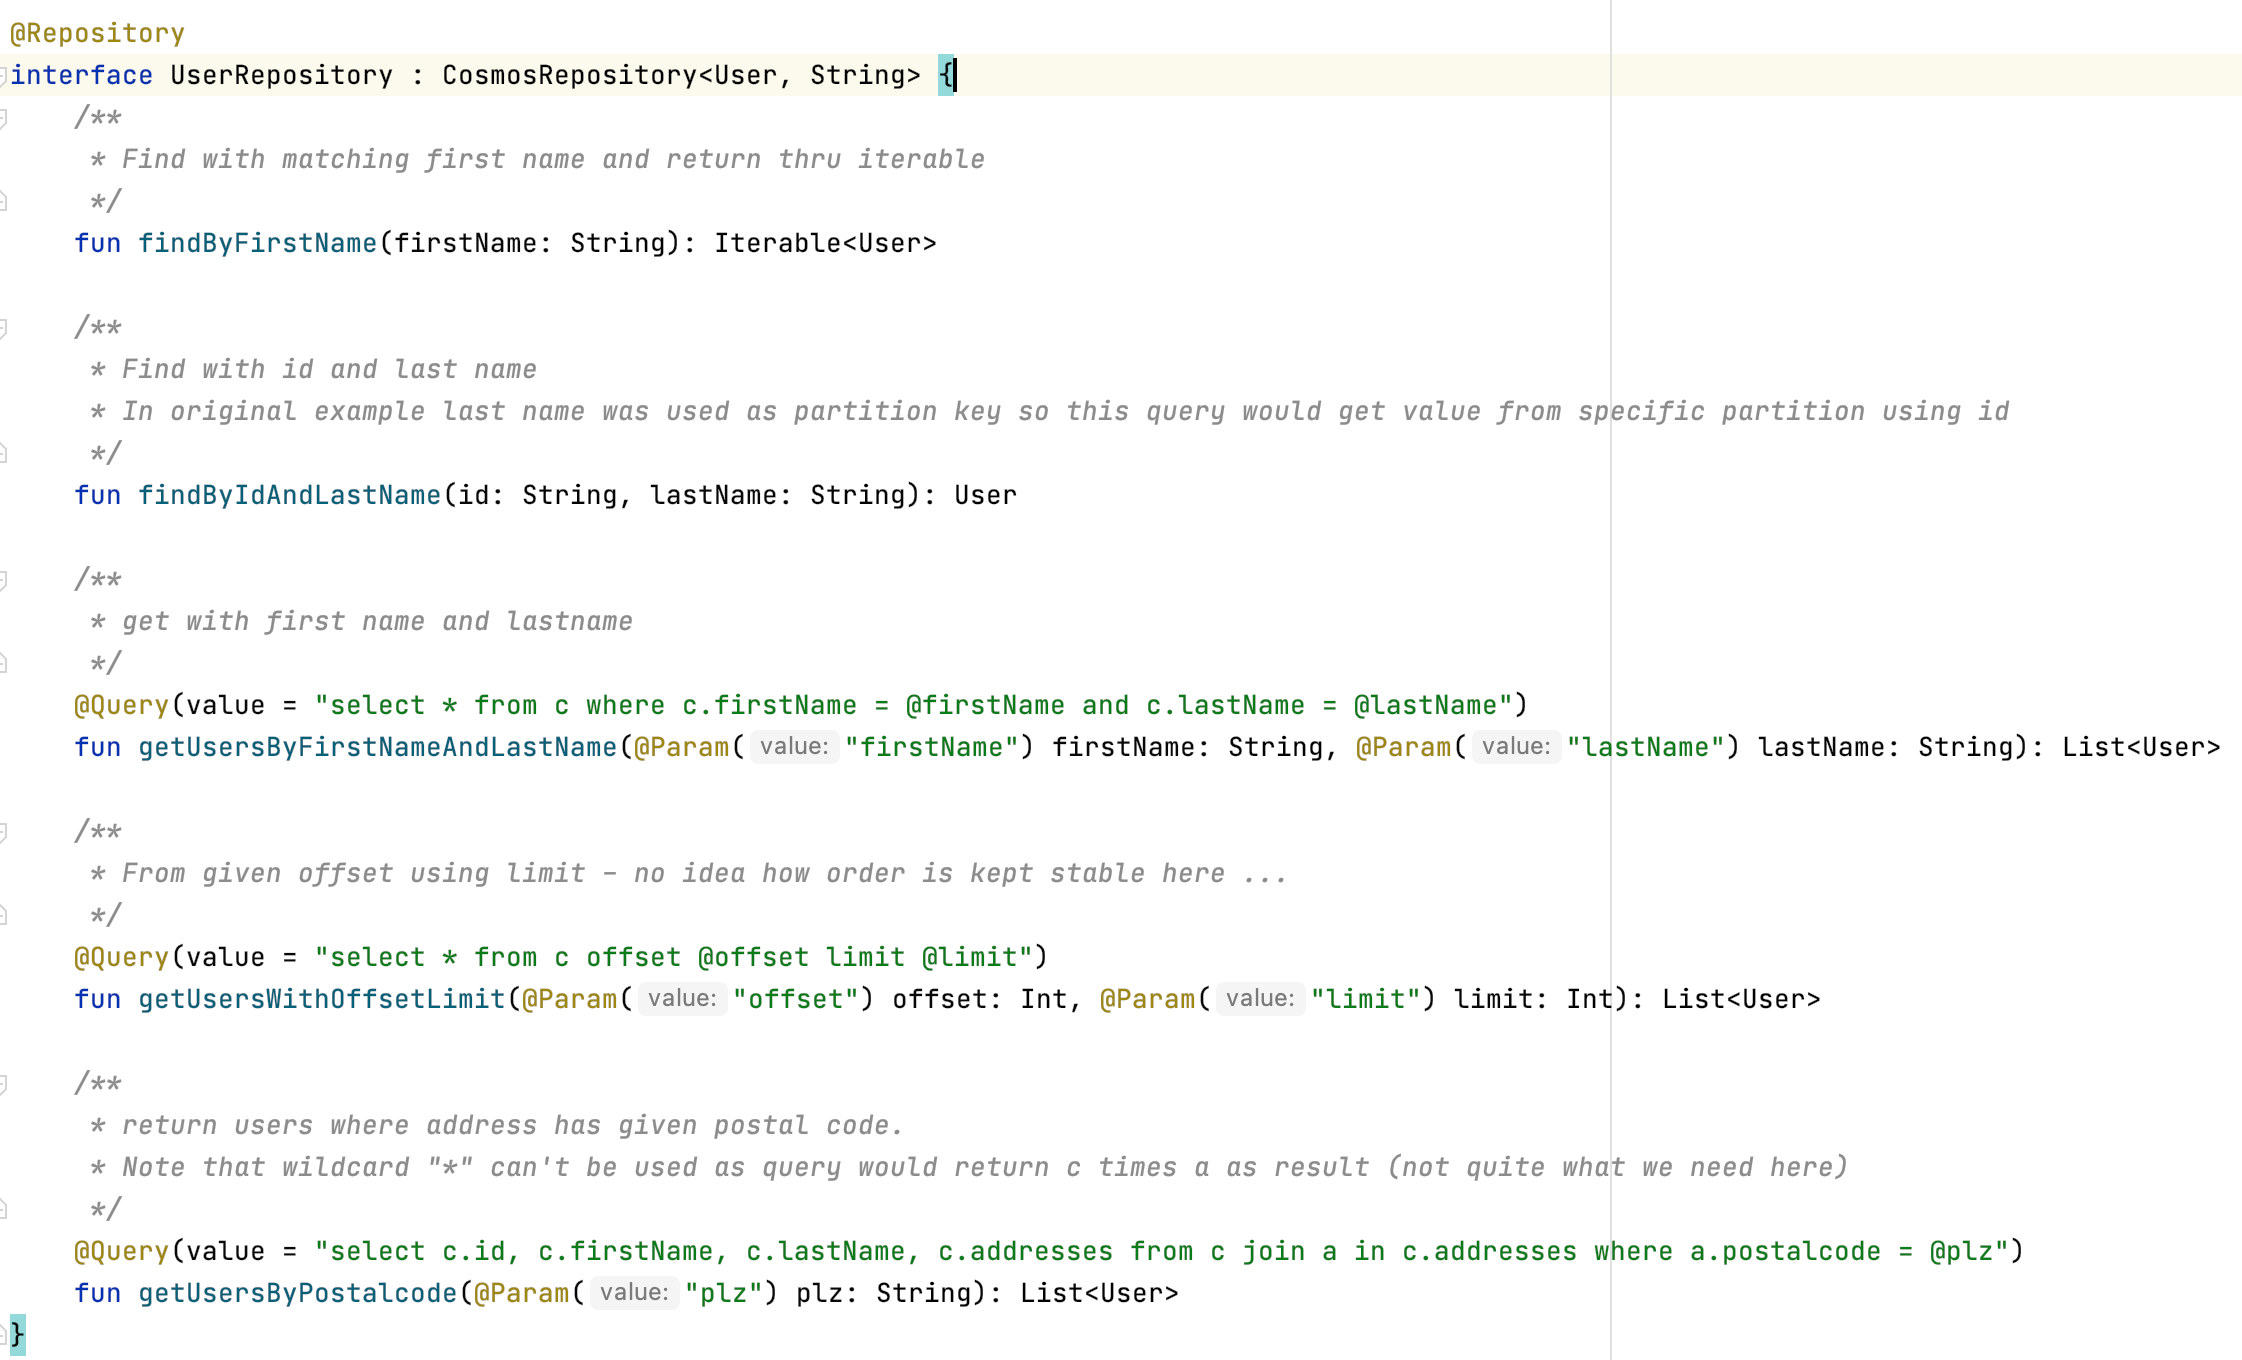 @Repository
interface UserRepository : CosmosRepository<User, String> {
/**
* Find with matching first name and return thru iterable
*/
fun findByFirstName(firstName: String): Iterable<User>
/**
* Find with id and last name
* In original example last name was used as partition key so this query would get value from specific partition using id
*/
fun findByIdAndLastName(id: String, lastName: String): User
/**
* get with first name and lastname
*/
@Query(value = "select * from c where c.firstName = @firstName and c.lastName = @lastName")
fun getUsersByFirstNameAndLastName(@Param( value: "firstName") firstName: String, @Param( value: "lastName") lastName: String): List<User>
/**
* From given offset using limit – no idea how order is kept stable here ...
*/
@Query(value = "select * from c offset @offset limit @limit")
fun getUsersWithOffsetLimit(@Param( value: "offset") offset: Int, @Param( value: "limit") limit: Int): List<User>
/**
* return users where address has given postal code.
* Note that wildcard "*" can't be used as query would return c times a as result (not quite what we need here)
*/
@Query(value = "select c.id, c.firstName, c.lastName, c.addresses from c join a in c.addresses where a.postalcode = @plz")
fun getUsersByPostalcode(@Param( value: "plz") plz: String): List<User>
}